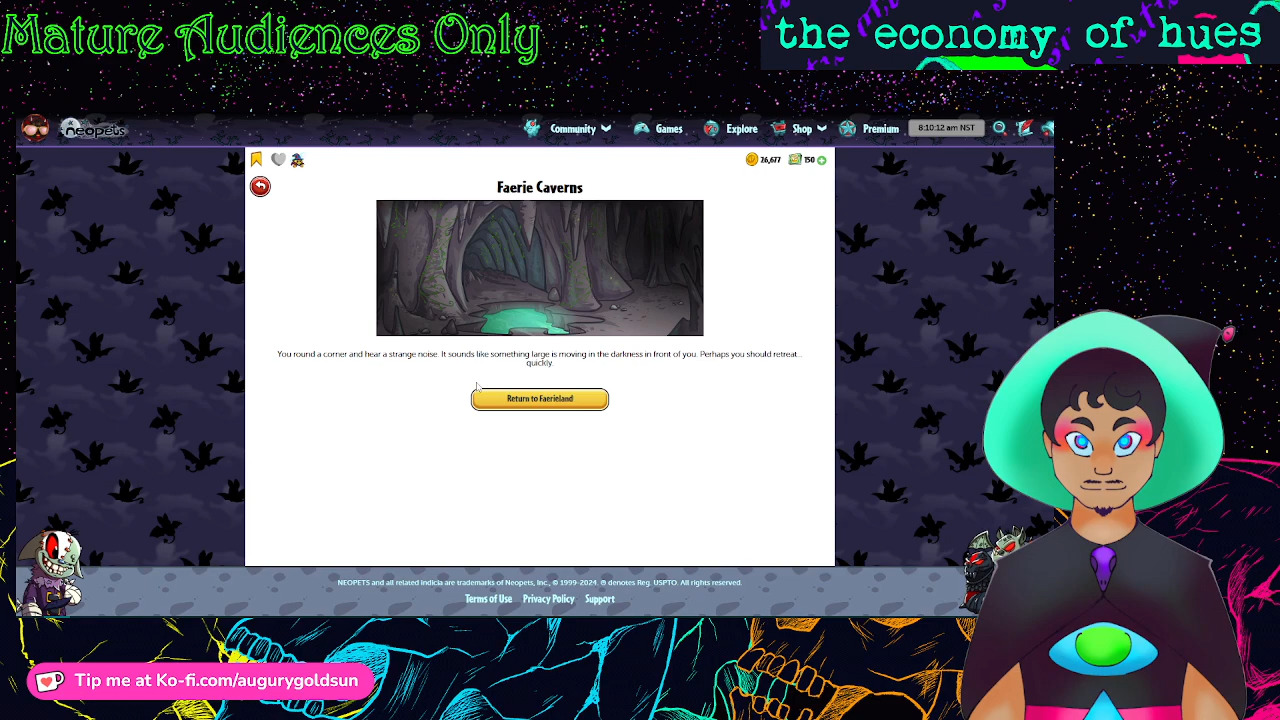 Mature Audiences Only
the economy of hues
neopets
Community Games Explore Shop Premium 8:10:12 am NST
26,677 150
Faerie Caverns
You round a corner and hear a strange noise. It sounds like something large is moving in the darkness in front of you. Perhaps you should retreat...
quickly.
Return to Faerieland
NEOPETS and all related indicia are trademarks of Neopets, Inc., © 1999-2024. ® denotes Reg. USPTO. All rights reserved.
Terms of Use Privacy Policy Support
Tip me at Ko-fi.com/augurygoldsun